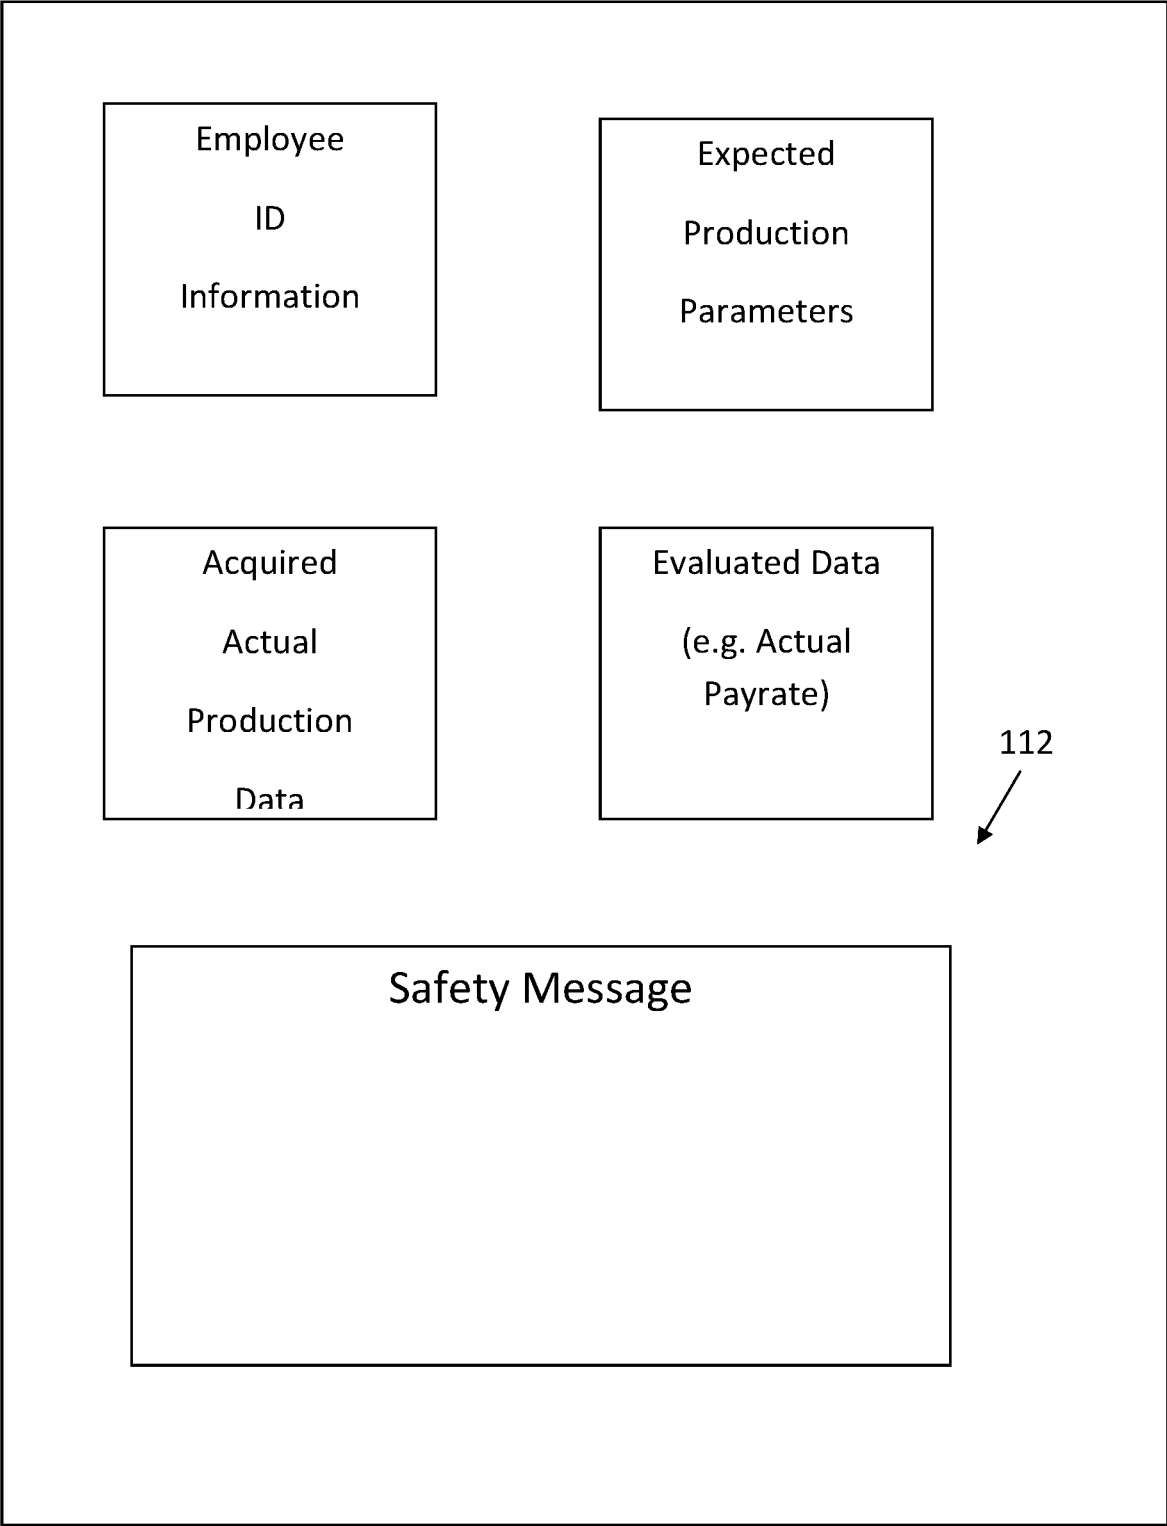 Employee
ID
Information
Expected
Production
Parameters
Acquired
Actual
Production
Data
Evaluated Data
(e.g. Actual
Payrate)
112
Safety Message